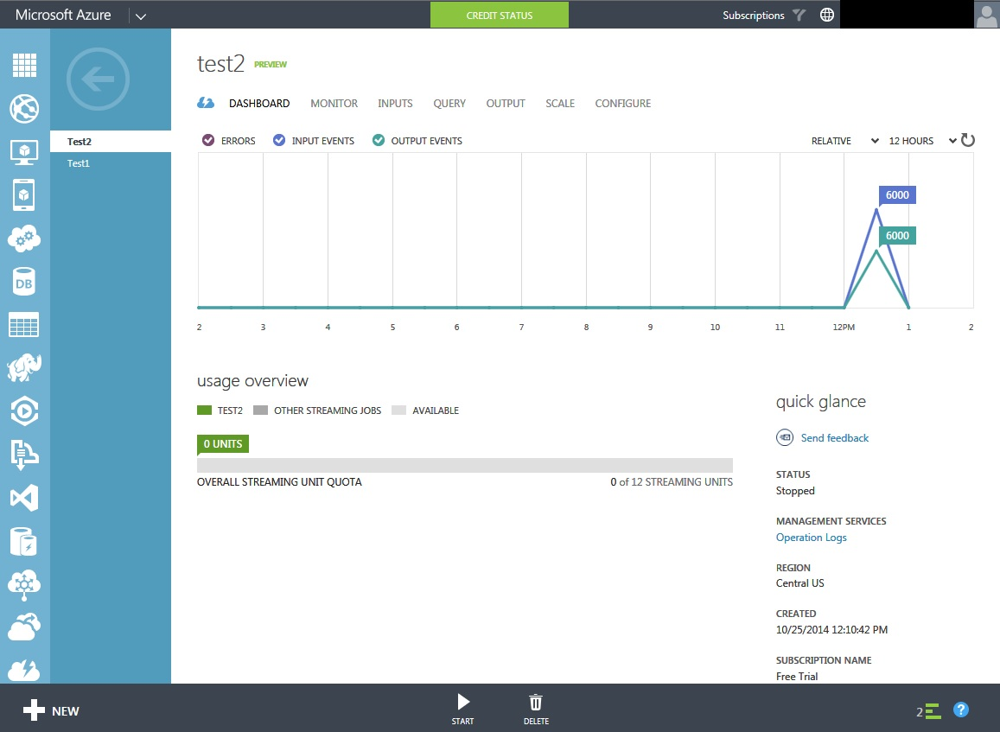 Microsoft Azure
CREDIT STATUS
Subscriptions
Test2
Test1
test2 PREVIEW
DASHBOARD MONITOR INPUTS QUERY OUTPUT SCALE CONFIGURE
ERRORS INPUT EVENTS OUTPUT EVENTS RELATIVE 12 HOURS
6000
6000
2 3 4 5 6 7 8 9 10 11 12PM 1 2
usage overview
TEST2 OTHER STREAMING JOBS AVAILABLE
0 UNITS
OVERALL STREAMING UNIT QUOTA 0 of 12 STREAMING UNITS
quick glance
Send feedback
STATUS
Stopped
MANAGEMENT SERVICES
Operation Logs
REGION
Central US
CREATED
10/25/2014 12:10:42 PM
SUBSCRIPTION NAME
Free Trial
DB
NEW
START
DELETE
2
?